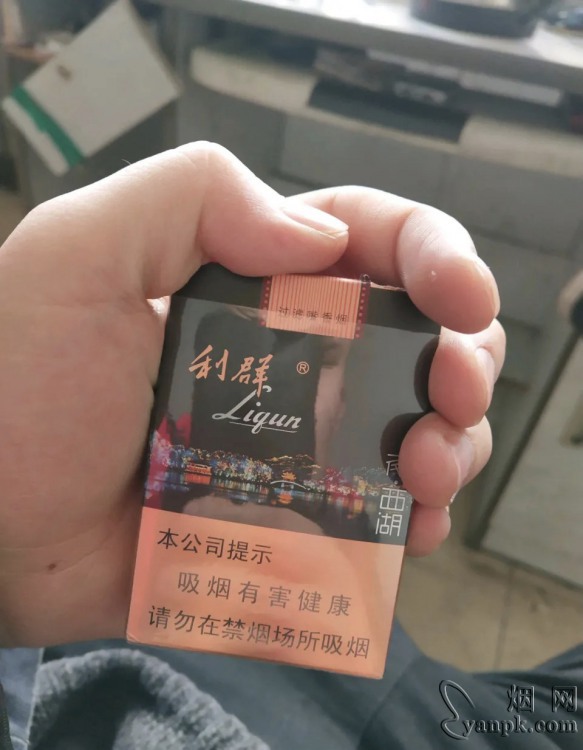 利群®
Liqun
西湖
本公司提示
吸烟有害健康
请勿在禁烟场所吸烟
烟网
yanpk.com